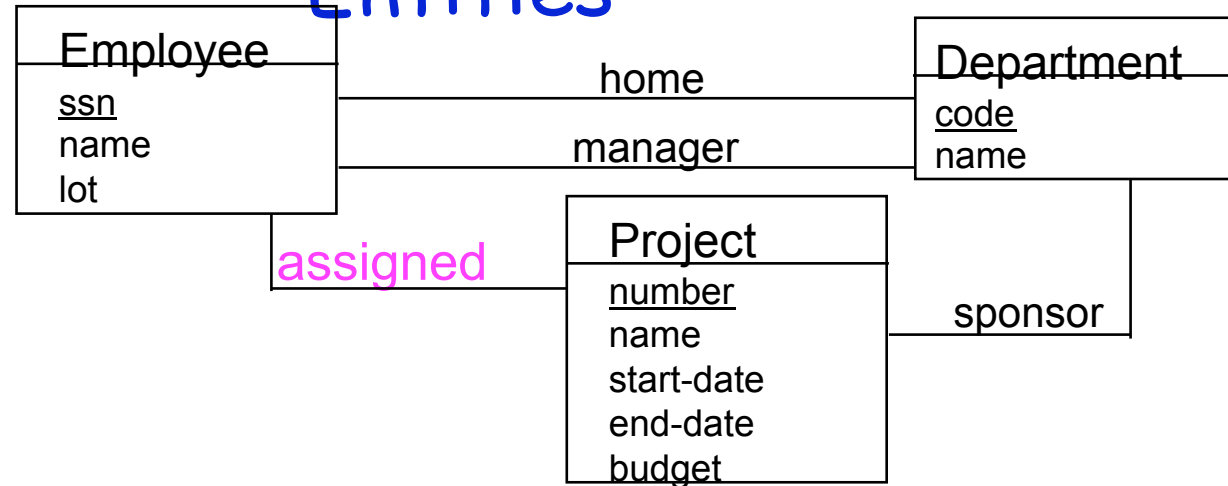 Entities
Employee
ssn
name
lot
home
manager
Department
code
name
assigned
Project
number
name
start-date
end-date
budget
sponsor